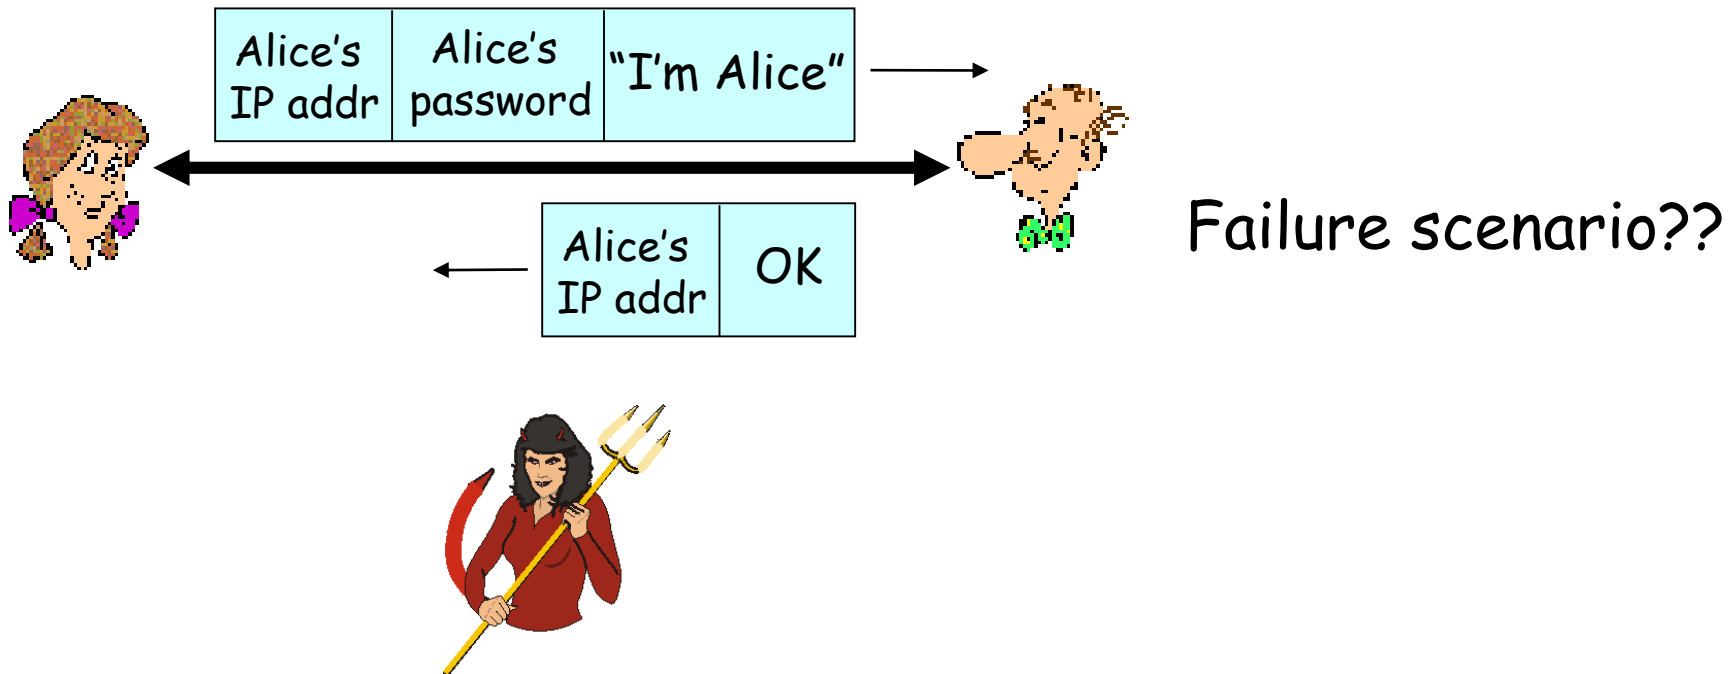 Alice's
IP addr
Alice's
password
“I'm Alice”
Alice's
IP addr
OK
Failure scenario??